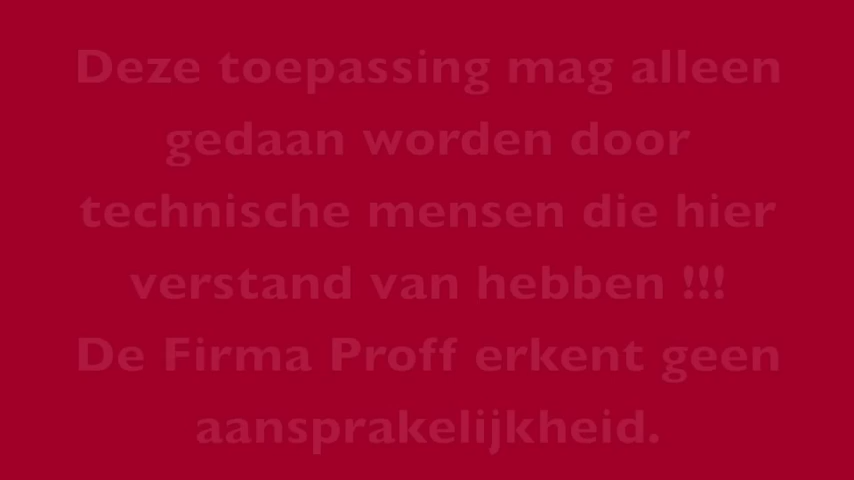 Deze toepassing mag alleen
gedaan worden door
technische mensen die hier
verstand van hebben !!!
De Firma Proff erkent geen
aansprakelijkheid.